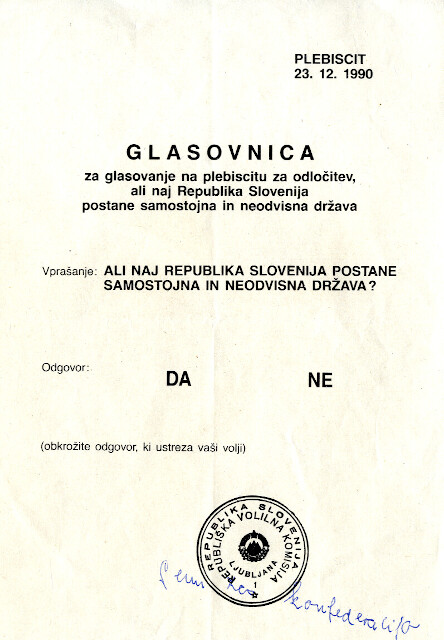 PLEBISCIT
23. 12. 1990
GLASOVNICA
za glasovanje na plebiscitu za odločitev,
ali naj Republika Slovenija
postane samostojna in neodvisna država
Vprašanje: ALI NAJ REPUBLIKA SLOVENIJA POSTANE
SAMOSTOJNA IN NEODVISNA DRŽAVA?
Odgovor:
DA NE
(obkrožite odgovor, ki ustreza vaši volji)
REPUBLIKA SLOVENIJA
REPUBLIŠKA VOLILNA KOMISIJA
LJUBLJANA
1
konfederacijo